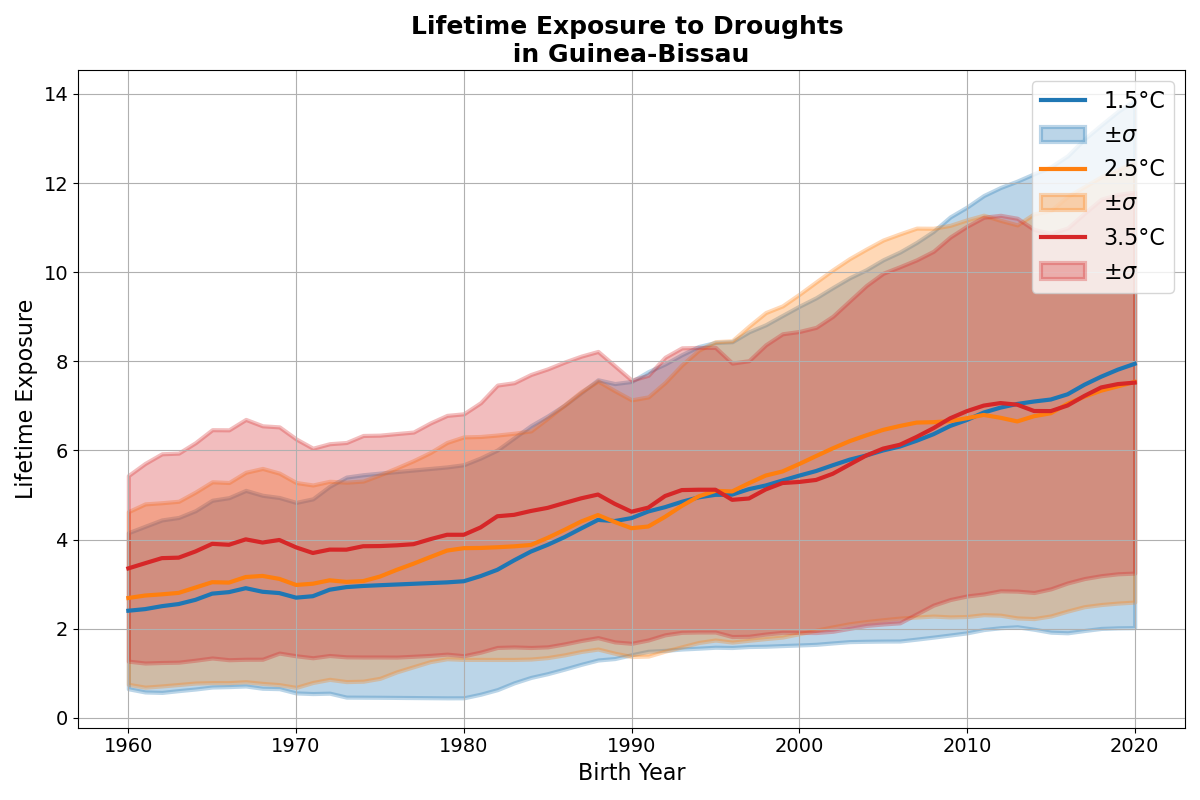 Lifetime Exposure to Droughts
in Guinea-Bissau
14
12
10
8
6
4
2
0
Lifetime Exposure
1960
1970
1980
1990
2000
2010
2020
Birth Year
1.5°C
±σ
2.5°C
±σ
3.5°C
±σ